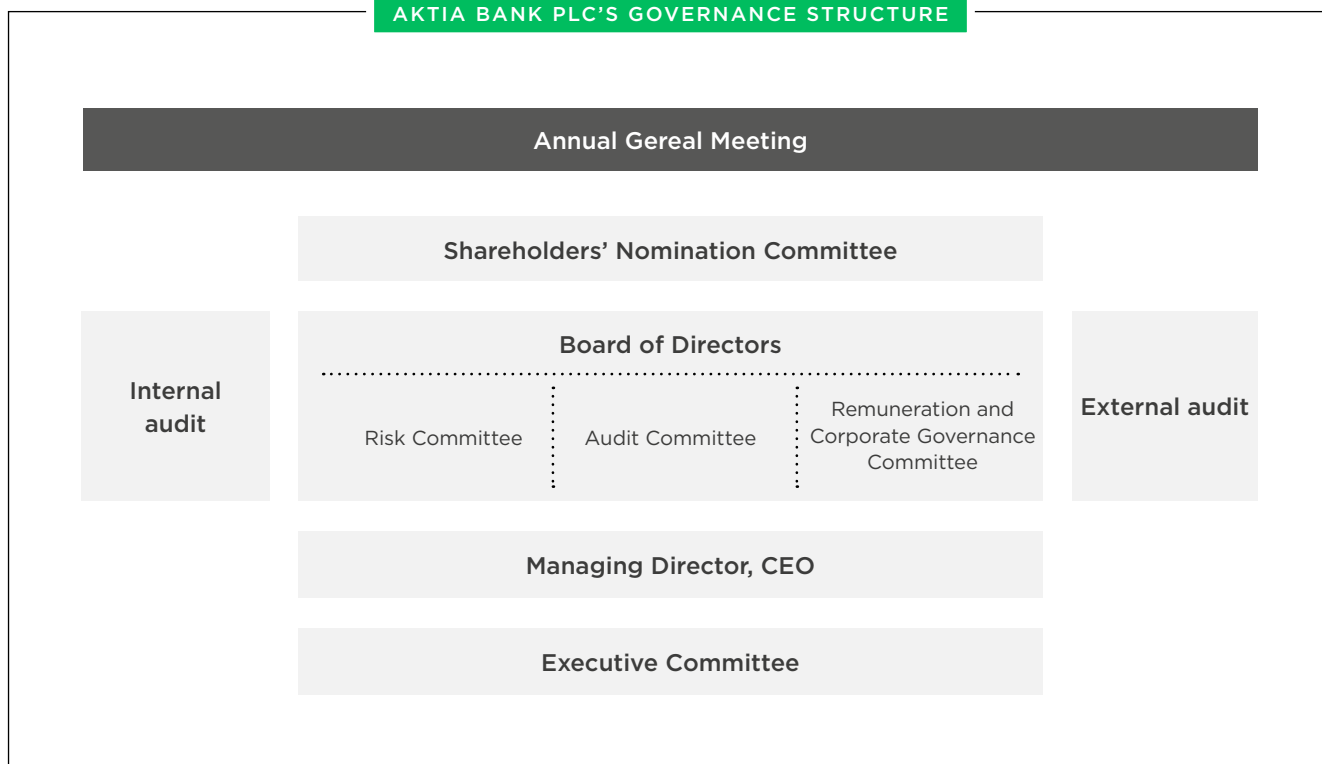 AKTIA BANK PLC'S GOVERNANCE STRUCTURE
Annual Gereal Meeting
Shareholders' Nomination Committee
Internal
audit
Board of Directors
Risk Committee
Audit Committee
Remuneration and
Corporate Governance
Committee
External audit
Managing Director, CEO
Executive Committee